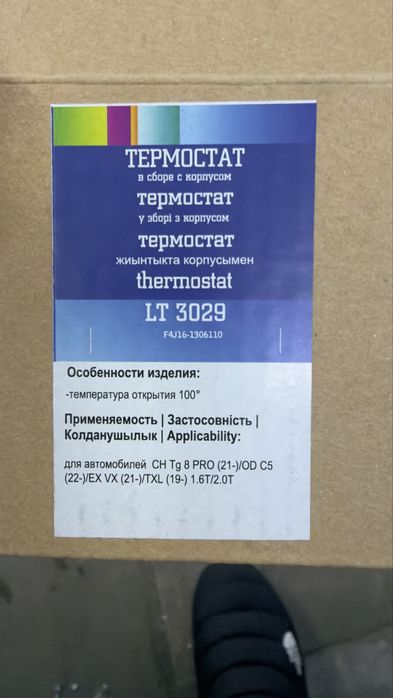 ТЕРМОСТАТ
в сборе с корпусом
термостат
у зборі з корпусом
термостат
жиынтыкта корпусымен
thermostat
LT 3029
F4J16-1306110
Особенности изделия:
-температура открытия 100°
Применяемость | Застосовність |
Колданушылык | Applicability:
для автомобилей CH Tg 8 PRO (21-)/OD C5
(22-)/EX VX (21-)/TXL (19-) 1.6T/2.0T